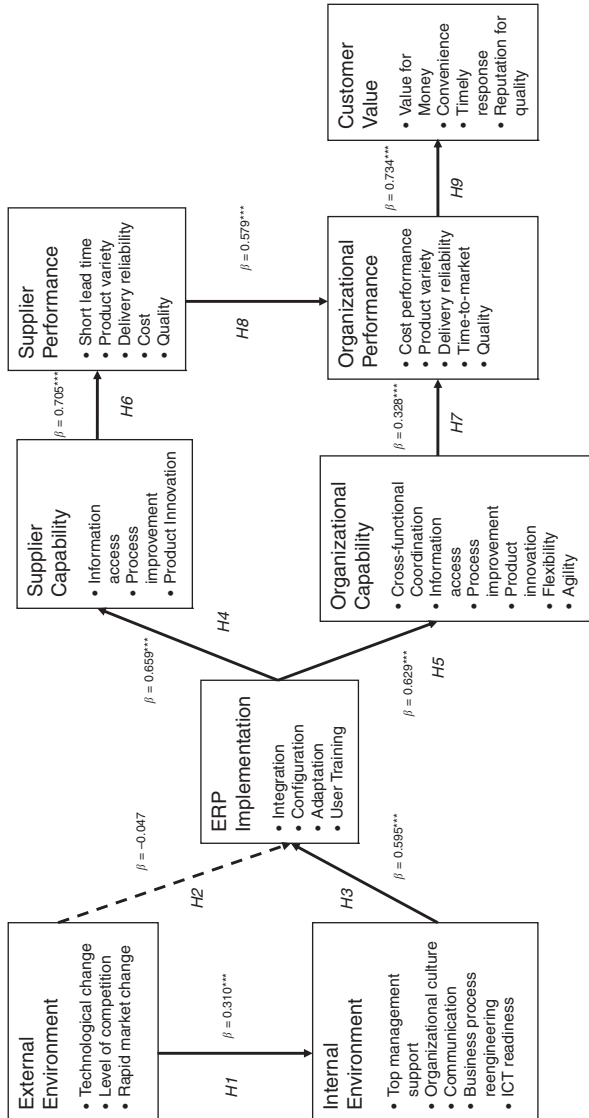 External
Environment
• Technological change
• Level of competition
• Rapid market change
β = 0.310***
H1
Internal
Environment
• Top management
support
• Organizational culture
• Communication
• Business process
reengineering
• ICT readiness
β = –0.047
H2
H3
β = 0.595***
ERP
Implementation
• Integration
• Configuration
• Adaptation
• User Training
β = 0.659***
H4
β = 0.629***
H5
Supplier
Capability
• Information
access
• Process
improvement
• Product Innovation
Organizational
Capability
• Cross-functional
Coordination
• Information
access
• Process
improvement
• Product
innovation
• Flexibility
• Agility
β = 0.705***
H6
β = 0.328***
H7
Supplier
Performance
• Short lead time
• Product variety
• Delivery reliability
• Cost
• Quality
β = 0.579***
H8
Organizational
Performance
• Cost performance
• Product variety
• Delivery reliability
• Time-to-market
• Quality
β = 0.734***
H9
Customer
Value
• Value for
Money
• Convenience
• Timely
response
• Reputation for
quality